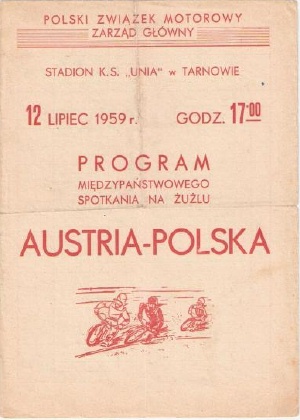 POLSKI ZWIĄZEK MOTOROWY
ZARZĄD GŁÓWNY
STADION K.S. „UNIA" w TARNOWIE
12 LIPIEC 1959 r. GODZ. 17:00
PROGRAM
MIĘDZYPAŃSTWOWEGO
SPOTKANIA NA ŻUŻLU
AUSTRIA-POLSKA